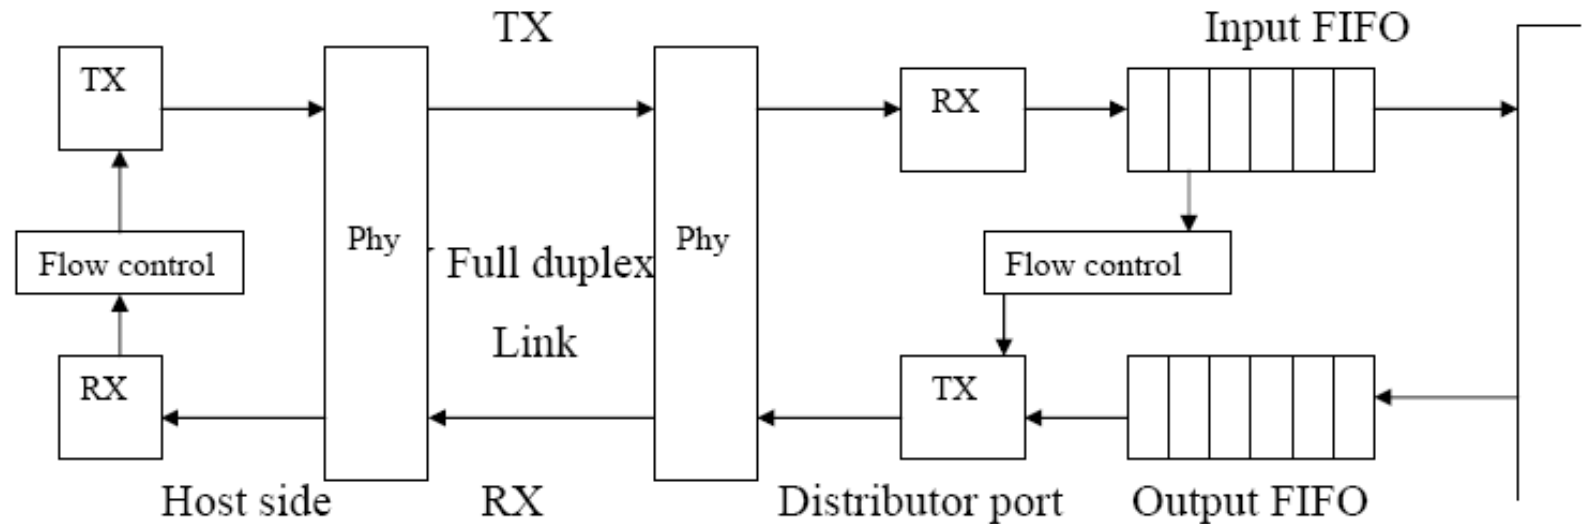 TX
Input FIFO
TX
RX
Phy
Phy
Flow control
Full duplex
Link
Flow control
RX
TX
Host side
RX
Distributor port
Output FIFO